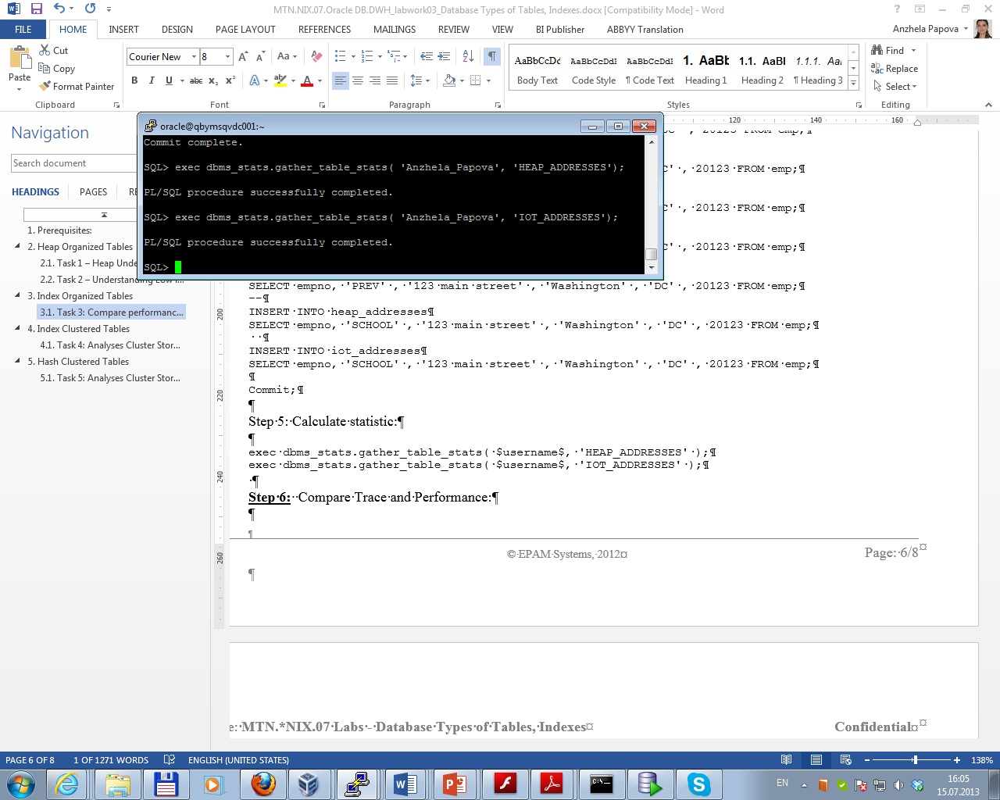 MTN.NIX.07.Oracle DB.DWH_labwork03_Database Types of Tables, Indexes.docx [Compatibility Mode] - Word
FILE HOME INSERT DESIGN PAGE LAYOUT REFERENCES MAILINGS REVIEW VIEW BI Publisher ABBYY Translation Anzhela Papova
Paste
Cut
Copy
Format Painter
Clipboard
Courier New 8
Font
Paragraph
AaBbCcDd AaBbCcDdE AaBbCcDdE 1. AaBb 1.1. AaBl 1.1.1. Aa
Body Text Code Style ¶ Code Text Heading 1 Heading 2 ¶ Heading 3
Styles
Find
Replace
Select
Editing
120 140 160
Navigation
Search document
HEADINGS PAGES RE
1. Prerequisites:
2. Heap Organized Tables
2.1. Task 1 – Heap Unde
2.2. Task 2 – Understanding Low l...
3. Index Organized Tables
3.1. Task 3: Compare performanc...
4. Index Clustered Tables
4.1. Task 4: Analyses Cluster Stor...
5. Hash Clustered Tables
5.1. Task 5: Analyses Cluster Stor...
oracle@qbymsqvdc001:~
Commit complete.
SQL> exec dbms_stats.gather_table_stats( 'Anzhela_Papova', 'HEAP_ADDRESSES');
PL/SQL procedure successfully completed.
SQL> exec dbms_stats.gather_table_stats( 'Anzhela_Papova', 'IOT_ADDRESSES');
PL/SQL procedure successfully completed.
SQL>
C'·,·20123·FROM·emp;¶
C'·,·20123·FROM·emp;¶
C'·,·20123·FROM·emp;¶
C'·,·20123·FROM·emp;¶
SELECT·empno,·'PREV'·,·'123·main·street'·,·'Washington'·,·'DC'·,·20123·FROM·emp;¶
--¶
INSERT·INTO·heap_addresses¶
SELECT·empno,·'SCHOOL'·,·'123·main·street'·,·'Washington'·,·'DC'·,·20123·FROM·emp;¶
··¶
INSERT·INTO·iot_addresses¶
SELECT·empno,·'SCHOOL'·,·'123·main·street'·,·'Washington'·,·'DC'·,·20123·FROM·emp;¶
¶
Commit;¶
¶
Step·5:·Calculate·statistic:¶
¶
exec·dbms_stats.gather_table_stats(·$username$,·'HEAP_ADDRESSES'·);¶
exec·dbms_stats.gather_table_stats(·$username$,·'IOT_ADDRESSES'·);¶
·¶
Step·6:··Compare·Trace·and·Performance:¶
¶
¶
©·EPAM·Systems,·2012¤ Page:·6/8¤
¶
200
220
240
260
e:·MTN.*NIX.07·Labs·-·Database·Types·of·Tables,·Indexes¤ Confidential¤¤
PAGE 6 OF 8 1 OF 1271 WORDS ENGLISH (UNITED STATES) 138%
EN 16:05
15.07.2013